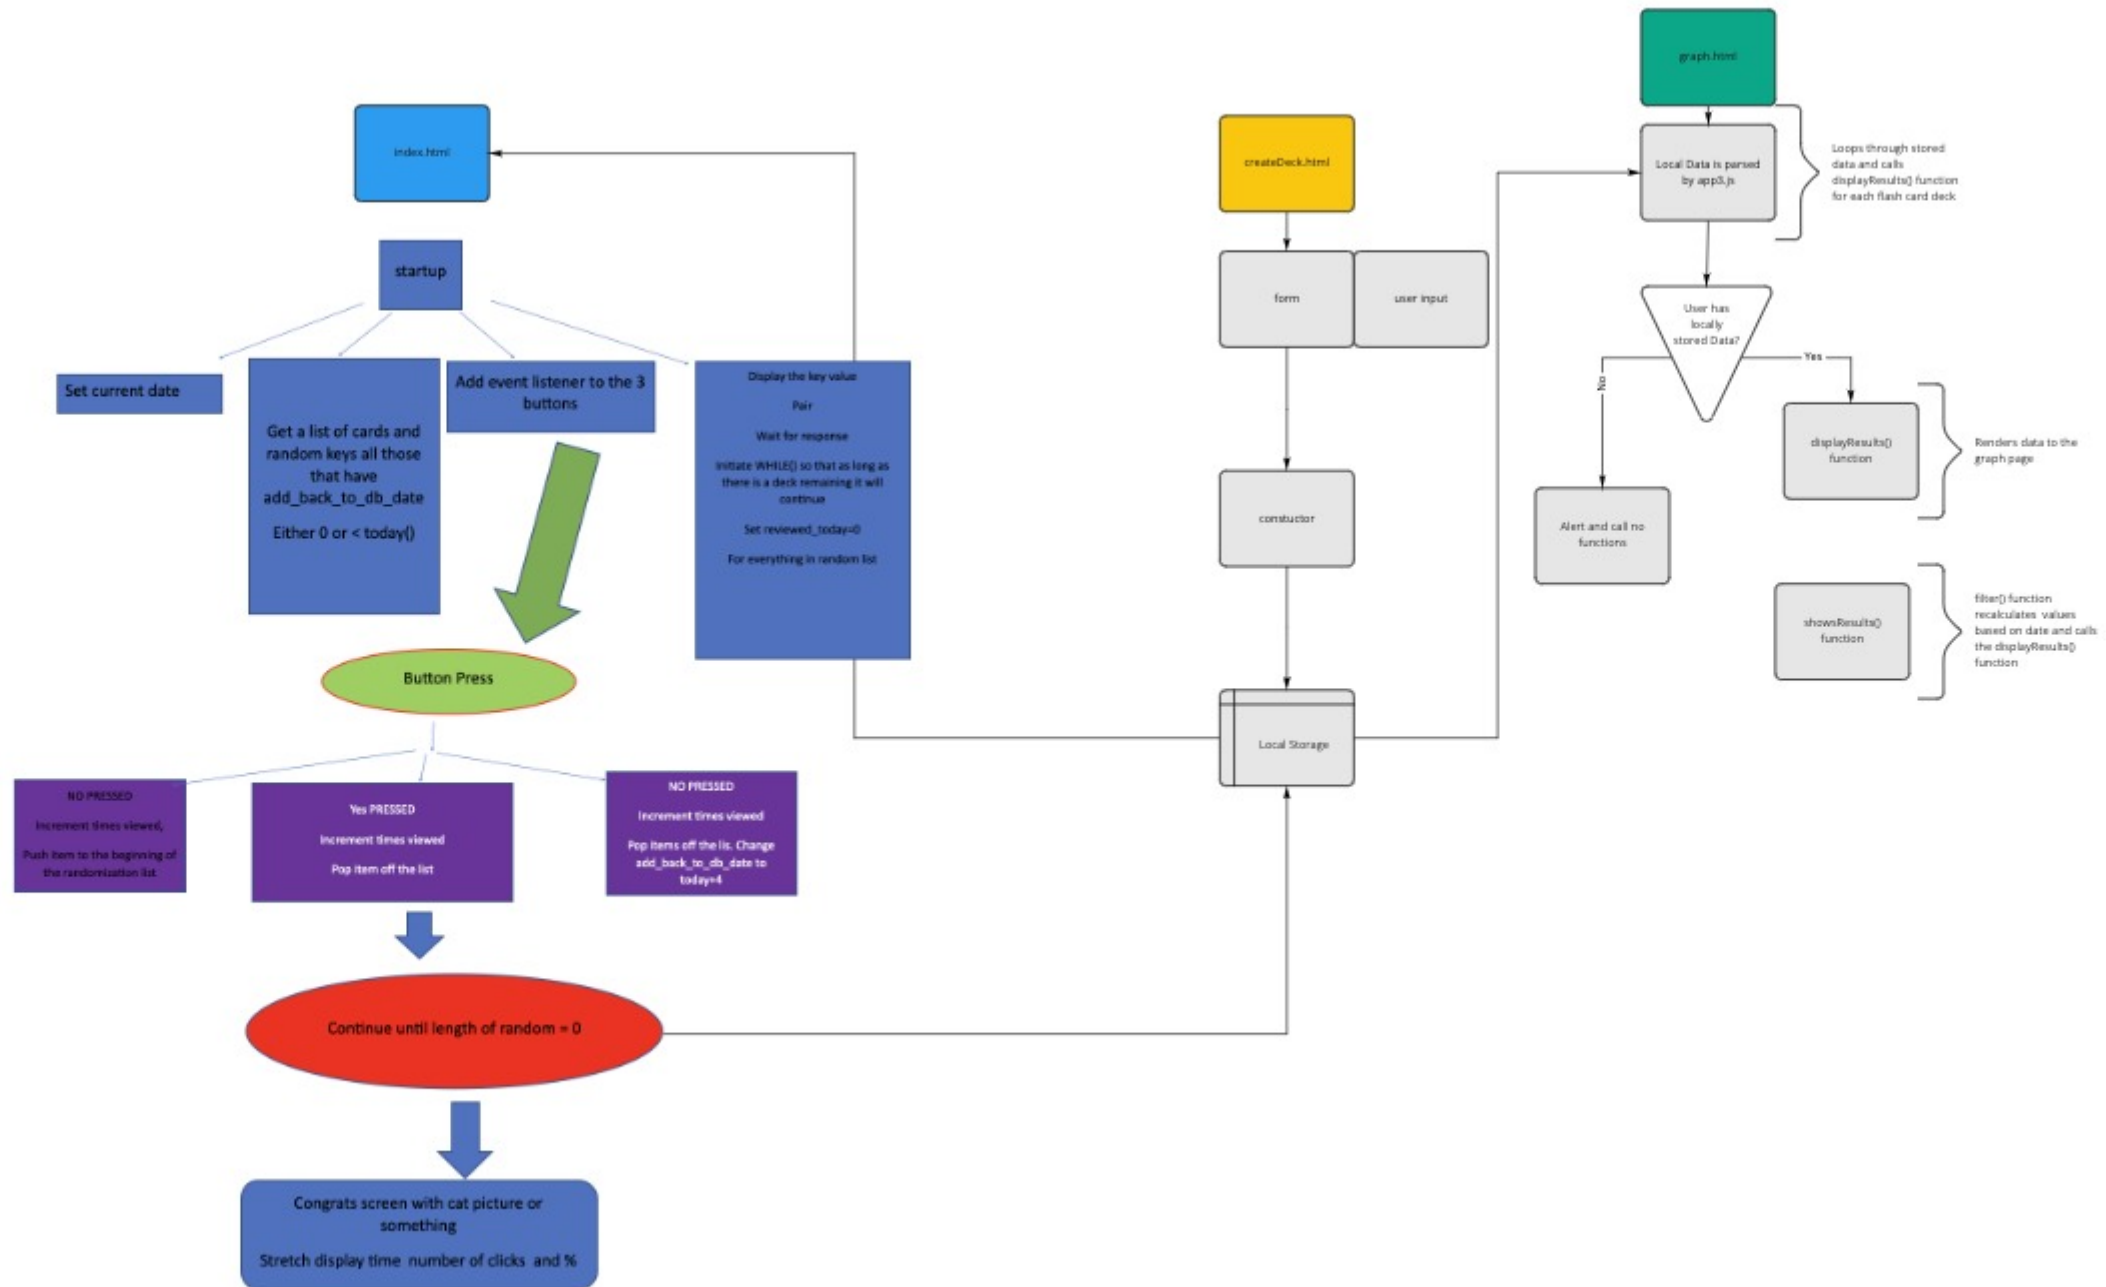 graph.html
index.html
createDeck.html
Local Data is parsed
by app3.js
Loops through stored
data and calls
displayResults() function
for each flash card deck
startup
form
user input
User has
locally
stored Data?
No
Yes
Set current date
Get a list of cards and
random keys all those
that have
add_back_to_db_date
Either 0 or < today()
Add event listener to the 3
buttons
Display the key value
Pair
Wait for response
Initiate WHILE() so that as long as
there is a deck remaining it will
continue
Set reviewed_today=0
For everything in random list
displayResults()
function
Renders data to the
graph page
constuctor
Alert and call no
functions
showsResults()
function
filter() function
recalculates values
based on date and calls
the displayResults()
function
Button Press
Local Storage
NO PRESSED
Increment times viewed,
Push item to the beginning of
the randomization list
Yes PRESSED
Increment times viewed
Pop item off the list
NO PRESSED
Increment times viewed
Pop items off the lis. Change
add_back_to_db_date to
today=4
Continue until length of random = 0
Congrats screen with cat picture or
something
Stretch display time number of clicks and %